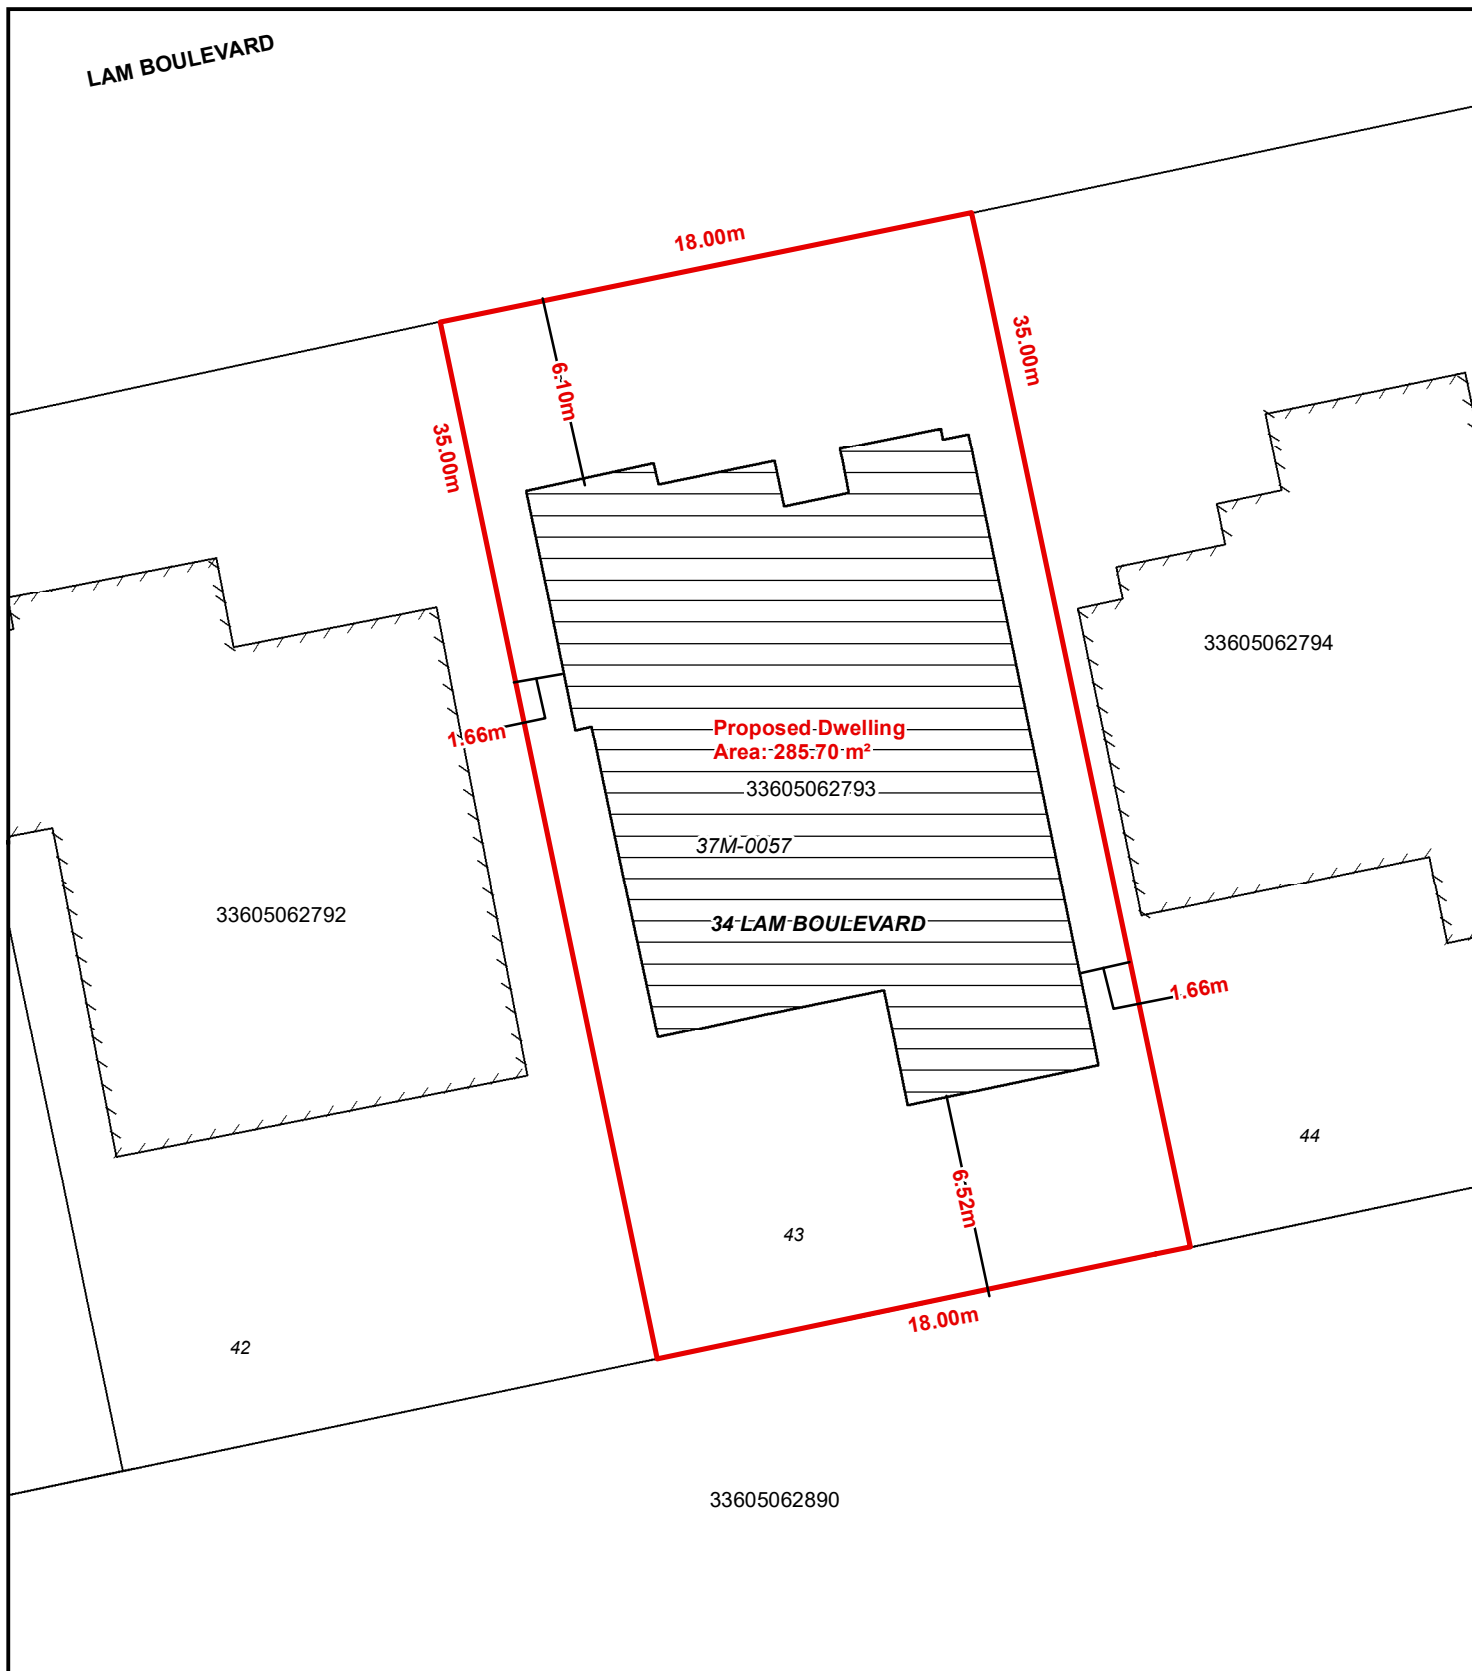 LAM BOULEVARD
18.00m
35.00m
6.10m
35.00m
33605062794
1.66m
Proposed Dwelling
Area: 285.70 m²
33605062793
37M-0057
33605062792
34 LAM BOULEVARD
1.66m
44
6.52m
43
18.00m
42
33605062890